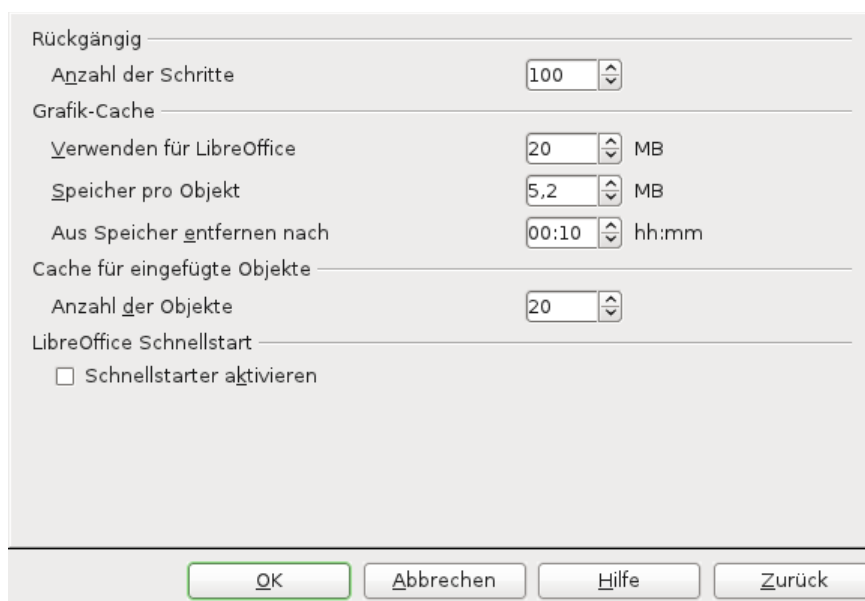 Rückgängig
Anzahl der Schritte 100
Grafik-Cache
Verwenden für LibreOffice 20 MB
Speicher pro Objekt 5,2 MB
Aus Speicher entfernen nach 00:10 hh:mm
Cache für eingefügte Objekte
Anzahl der Objekte 20
LibreOffice Schnellstart
Schnellstarter aktivieren
OK Abbrechen Hilfe Zurück